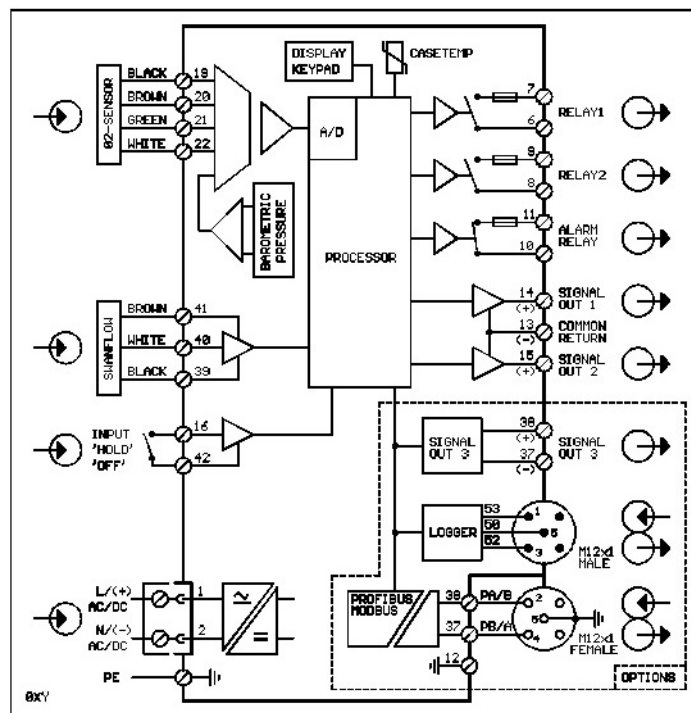 DISPLAY
KEYPAD
CASETEMP
02-SENSOR
BLACK 19
BROWN 20
GREEN 21
WHITE 22
A/D
PROCESSOR
BAROMETRIC
PRESSURE
7
6
RELAY1
9
8
RELAY2
11
10
ALARM
RELAY
14
(+)
SIGNAL
OUT 1
13
(-)
COMMON
RETURN
15
(+)
SIGNAL
OUT 2
SWANFLOW
BROWN 41
WHITE 40
BLACK 39
INPUT
'HOLD'
'OFF'
16
42
SIGNAL
OUT 3
38
(+)
37
(-)
SIGNAL
OUT 3
LOGGER
53
50
52
1
5
3
M12x1
MALE
L/(+)
AC/DC
1
N/(-)
AC/DC
2
PE
PROFIBUS
MODBUS
38 PA/B
37 PB/A
12
2
5
4
M12x1
FEMALE
OPTIONS
0XY